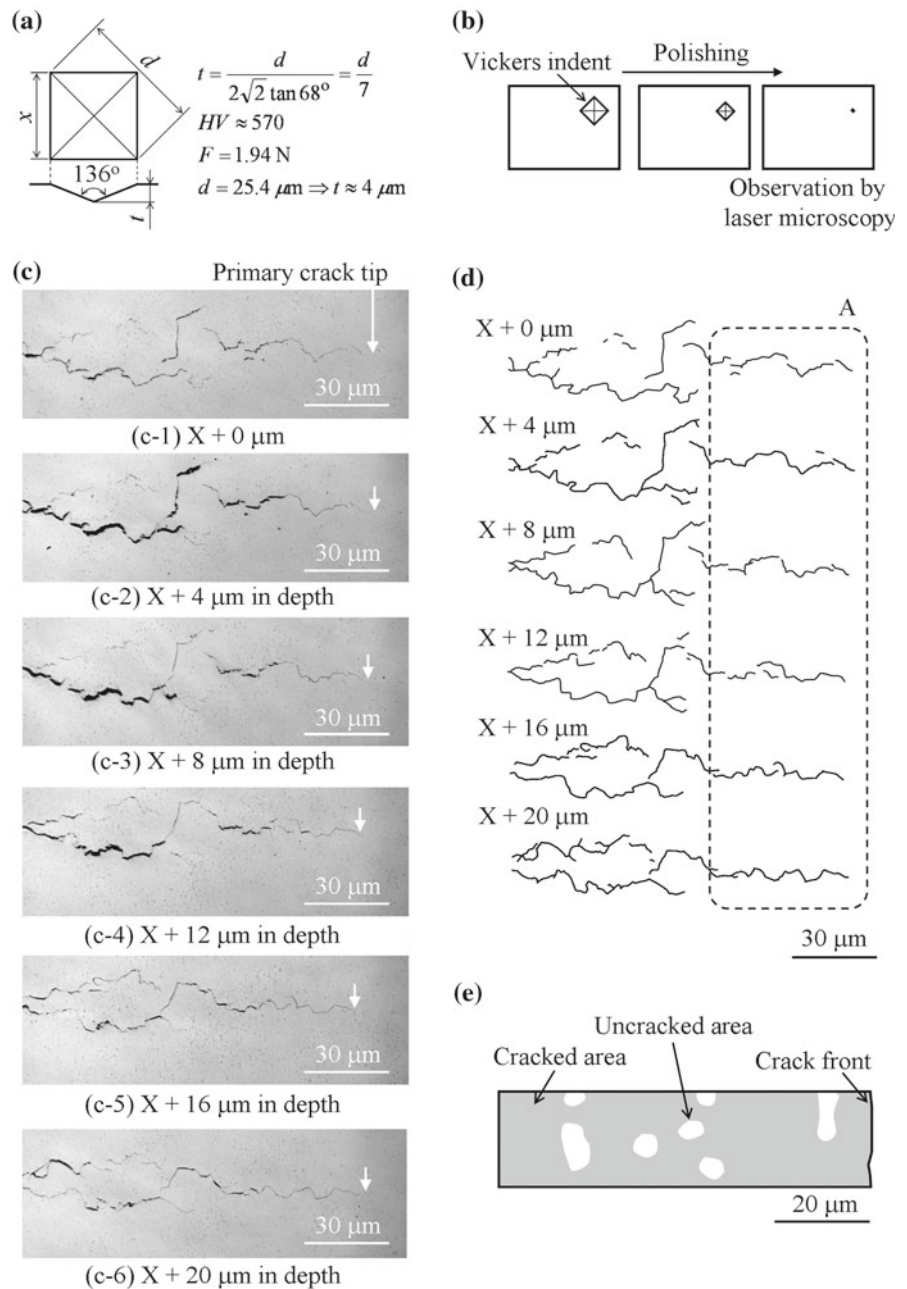 (a)
d
x
136°
t
t = d / (2√2 tan 68°) = d/7
HV ≈ 570
F = 1.94 N
d = 25.4 μm ⇒ t ≈ 4 μm
(b)
Polishing
Vickers indent
Observation by
laser microscopy
(c)
Primary crack tip
30 μm
(c-1) X + 0 μm
30 μm
(c-2) X + 4 μm in depth
30 μm
(c-3) X + 8 μm in depth
30 μm
(c-4) X + 12 μm in depth
30 μm
(c-5) X + 16 μm in depth
30 μm
(c-6) X + 20 μm in depth
(d)
A
X + 0 μm
X + 4 μm
X + 8 μm
X + 12 μm
X + 16 μm
X + 20 μm
30 μm
(e)
Uncracked area
Cracked area
Crack front
20 μm